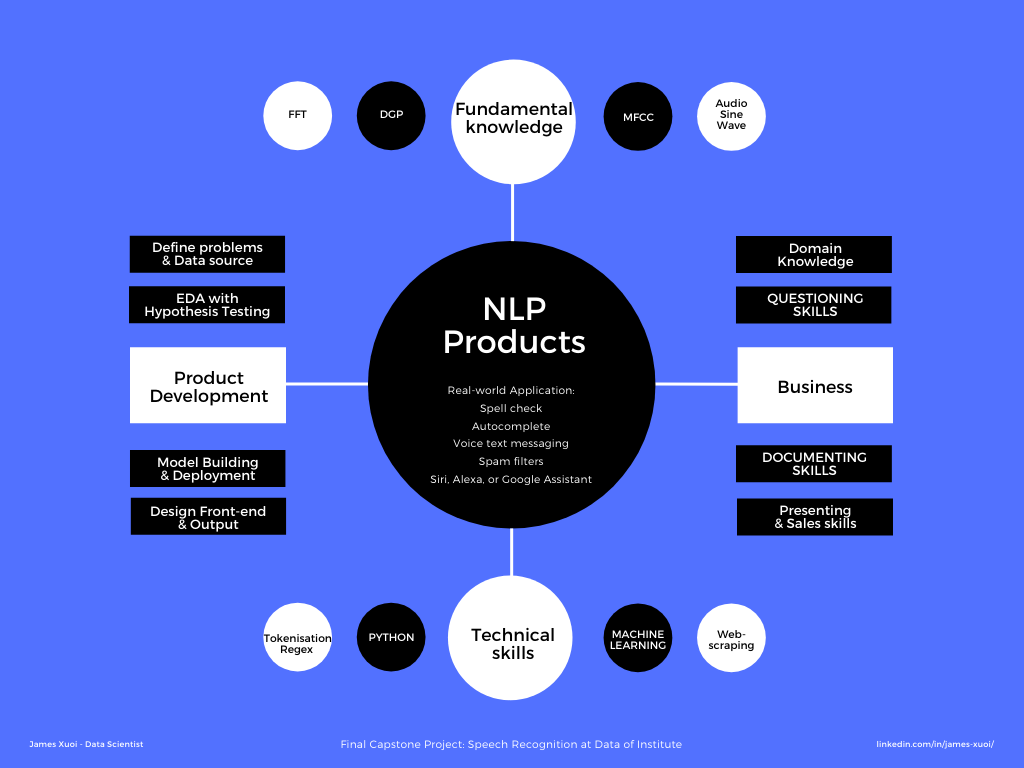 FFT
DGP
Fundamental
knowledge
MFCC
Audio
Sine
Wave
Define problems
& Data source
EDA with
Hypothesis Testing
Product
Development
Model Building
& Deployment
Design Front-end
& Output
NLP
Products
Real-world Application:
Spell check
Autocomplete
Voice text messaging
Spam filters
Siri, Alexa, or Google Assistant
Domain
Knowledge
QUESTIONING
SKILLS
Business
DOCUMENTING
SKILLS
Presenting
& Sales skills
Tokenisation
Regex
PYTHON
Technical
skills
MACHINE
LEARNING
Web-
scraping
James Xuoi - Data Scientist
Final Capstone Project: Speech Recognition at Data of Institute
linkedin.com/in/james-xuoi/